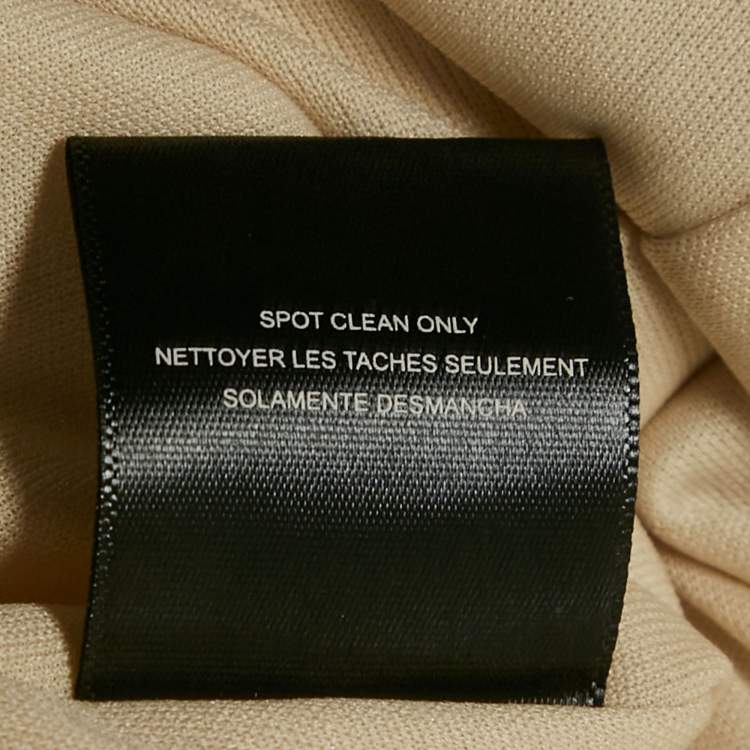 SPOT CLEAN ONLY
NETTOYER LES TACHES SEULEMENT
SOLAMENTE DESMANCHA